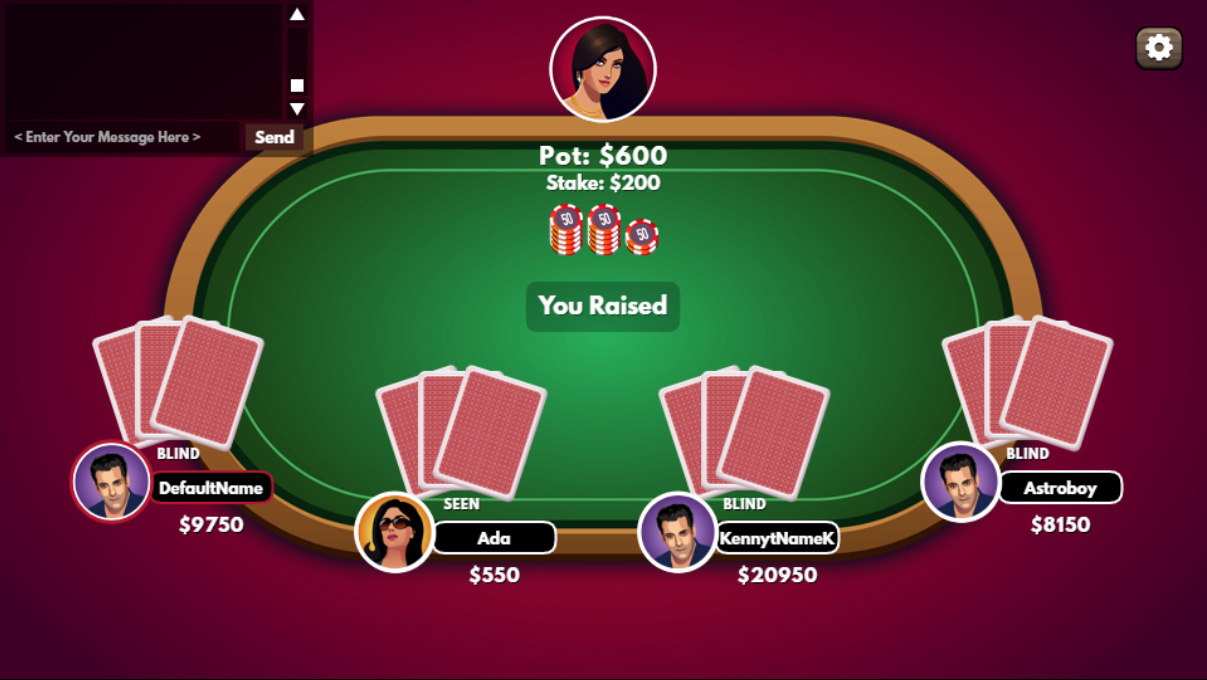 < Enter Your Message Here >
Send
Pot: $600
Stake: $200
50
50
50
You Raised
BLIND
DefaultName
$9750
SEEN
Ada
$550
BLIND
KennytNameK
$20950
BLIND
Astroboy
$8150